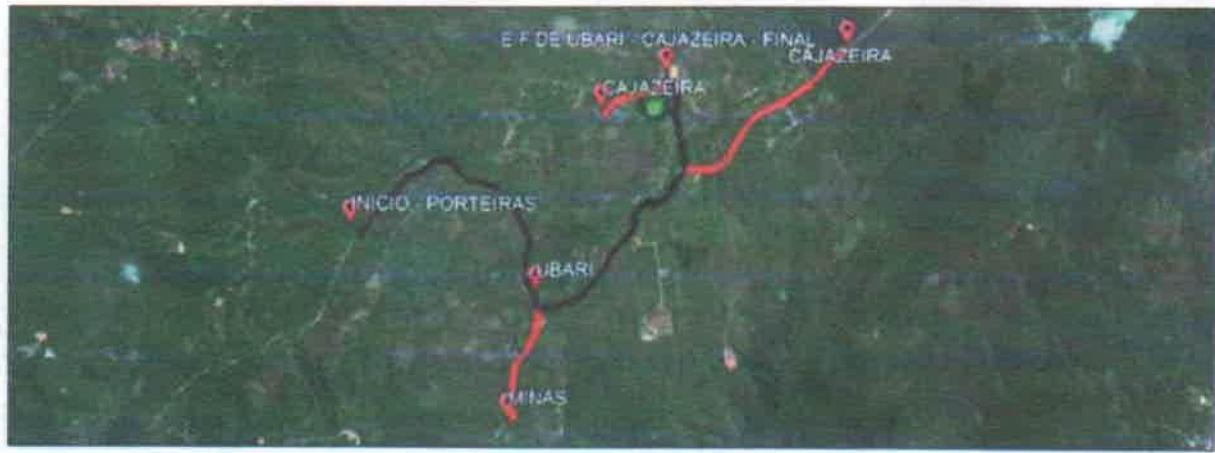 E F DE UBARI - CAJAZEIRA - FINAL
CAJAZEIRA
CAJAZEIRA
INICIO - PORTEIRAS
UBARI
MINAS